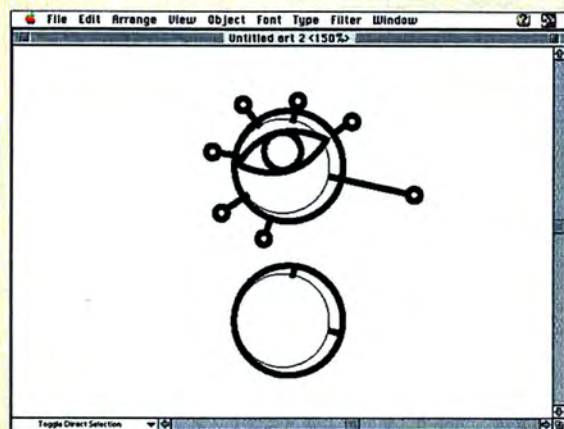 File Edit Arrange View Object Font Type Filter Window
Untitled art 2 <150%>
Toggle Direct Selection